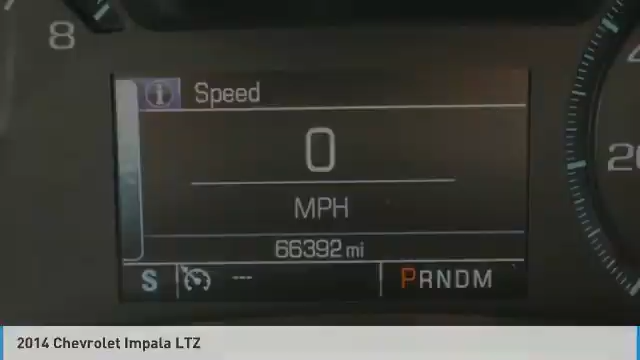 8
Speed
0
MPH
66392 mi
S --- PRNDM
20
2014 Chevrolet Impala LTZ